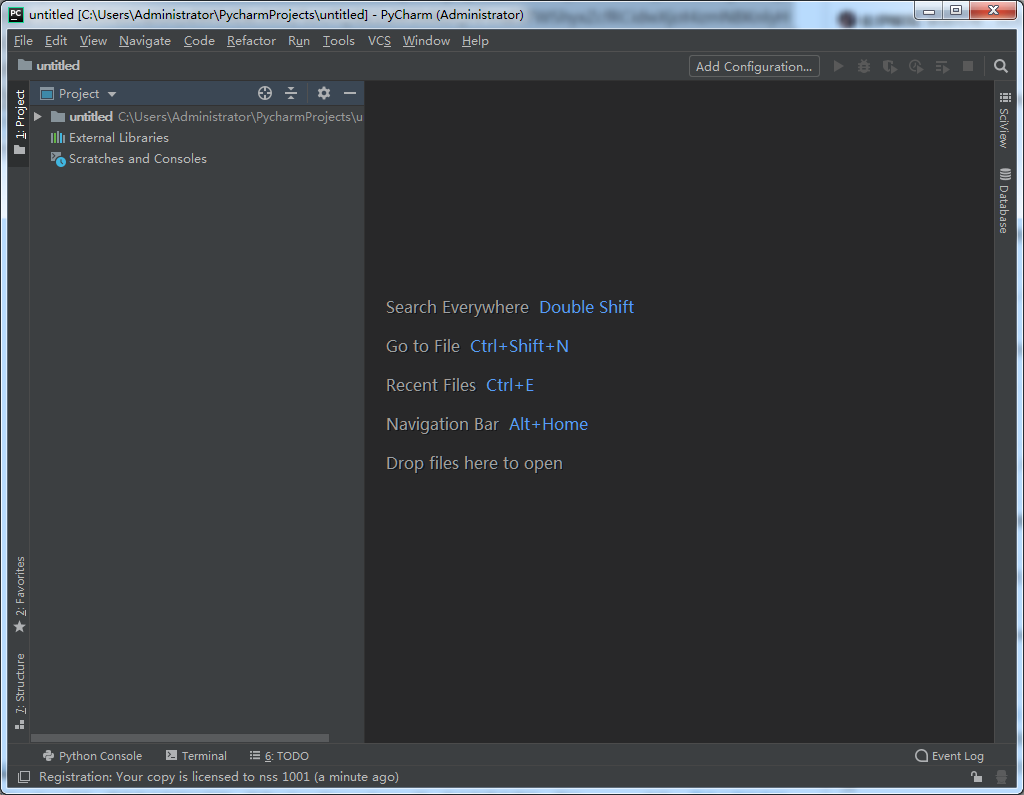 PC untitled [C:\Users\Administrator\PycharmProjects\untitled] - PyCharm (Administrator)
File Edit View Navigate Code Refactor Run Tools VCS Window Help
untitled
Add Configuration...
1: Project
Project
untitled C:\Users\Administrator\PycharmProjects\u
External Libraries
Scratches and Consoles
Search Everywhere Double Shift
Go to File Ctrl+Shift+N
Recent Files Ctrl+E
Navigation Bar Alt+Home
Drop files here to open
SciView
Database
2: Favorites
7: Structure
Python Console Terminal 6: TODO Event Log
Registration: Your copy is licensed to nss 1001 (a minute ago)